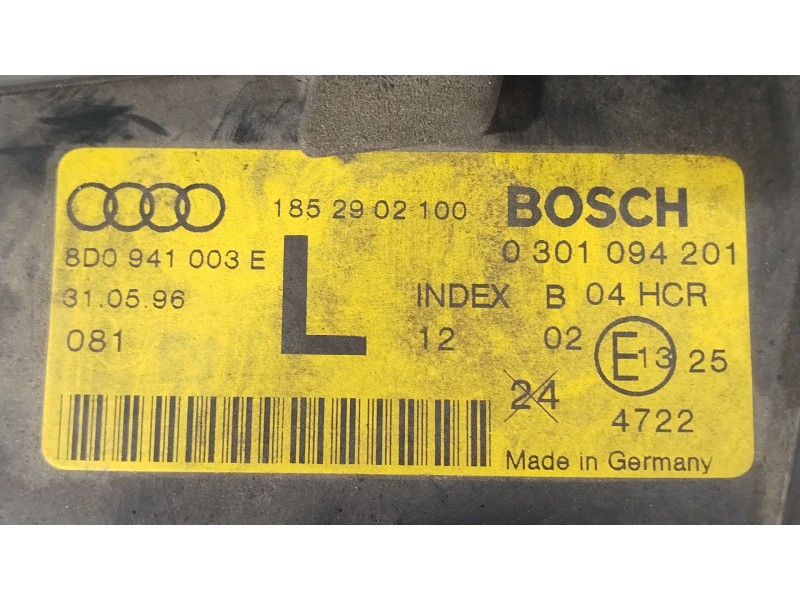 185 29 02 100 BOSCH
8D0 941 003 E L 0 301 094 201
31.05.96 INDEX B 04 HCR
081 12 02 E 13 25
24 4722
Made in Germany